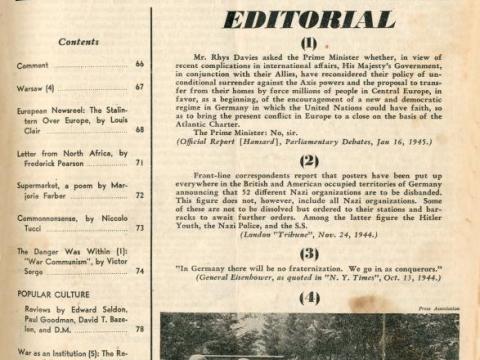 Contents
Comment 66
Warsaw (4) 67
European Newsreel: The Stalin-
tern Over Europe, by Louis
Clair 68
Letter from North Africa, by
Frederick Pearson 71
Supermarket, a poem by Mar-
jorie Farber 72
Commonnonsense, by Niccolo
Tucci 73
The Danger Was Within (1):
"War Communism", by Victor
Serge 74
POPULAR CULTURE
Reviews by Edward Seldon,
Paul Goodman, David T. Baze-
lon, and D.M. 78
War as an Institution (5): The Re-
EDITORIAL
(1)
Mr. Rhys Davies asked the Prime Minister whether, in view of
recent complications in international affairs, His Majesty's Government,
in conjunction with their Allies, have reconsidered their policy of un-
conditional surrender against the Axis powers and the proposal to trans-
fer from their homes by force millions of people in Central Europe, in
favor, as a beginning, of the encouragement of a new and democratic
regime in Germany in which the United Nations could have faith, so
as to bring the present conflict in Europe to a close on the basis of the
Atlantic Charter.
The Prime Minister: No, sir.
(Official Report [Hansard], Parliamentary Debates, Jan 16, 1945.)
(2)
Front-line correspondents report that posters have been put up
everywhere in the British and American occupied territories of Germany
announcing that 52 different Nazi organizations are to be disbanded.
This figure does not, however, include all Nazi organizations. Some
of these are not to be dissolved but ordered to their stations and bar-
racks to await further orders. Among the latter figure the Hitler
Youth, the Nazi Police, and the S.S.
(London "Tribune", Nov. 24, 1944.)
(3)
"In Germany there will be no fraternization. We go in as conquerors."
(General Eisenhower, as quoted in "N. Y. Times", Oct. 13, 1944.)
(4)
Press Association